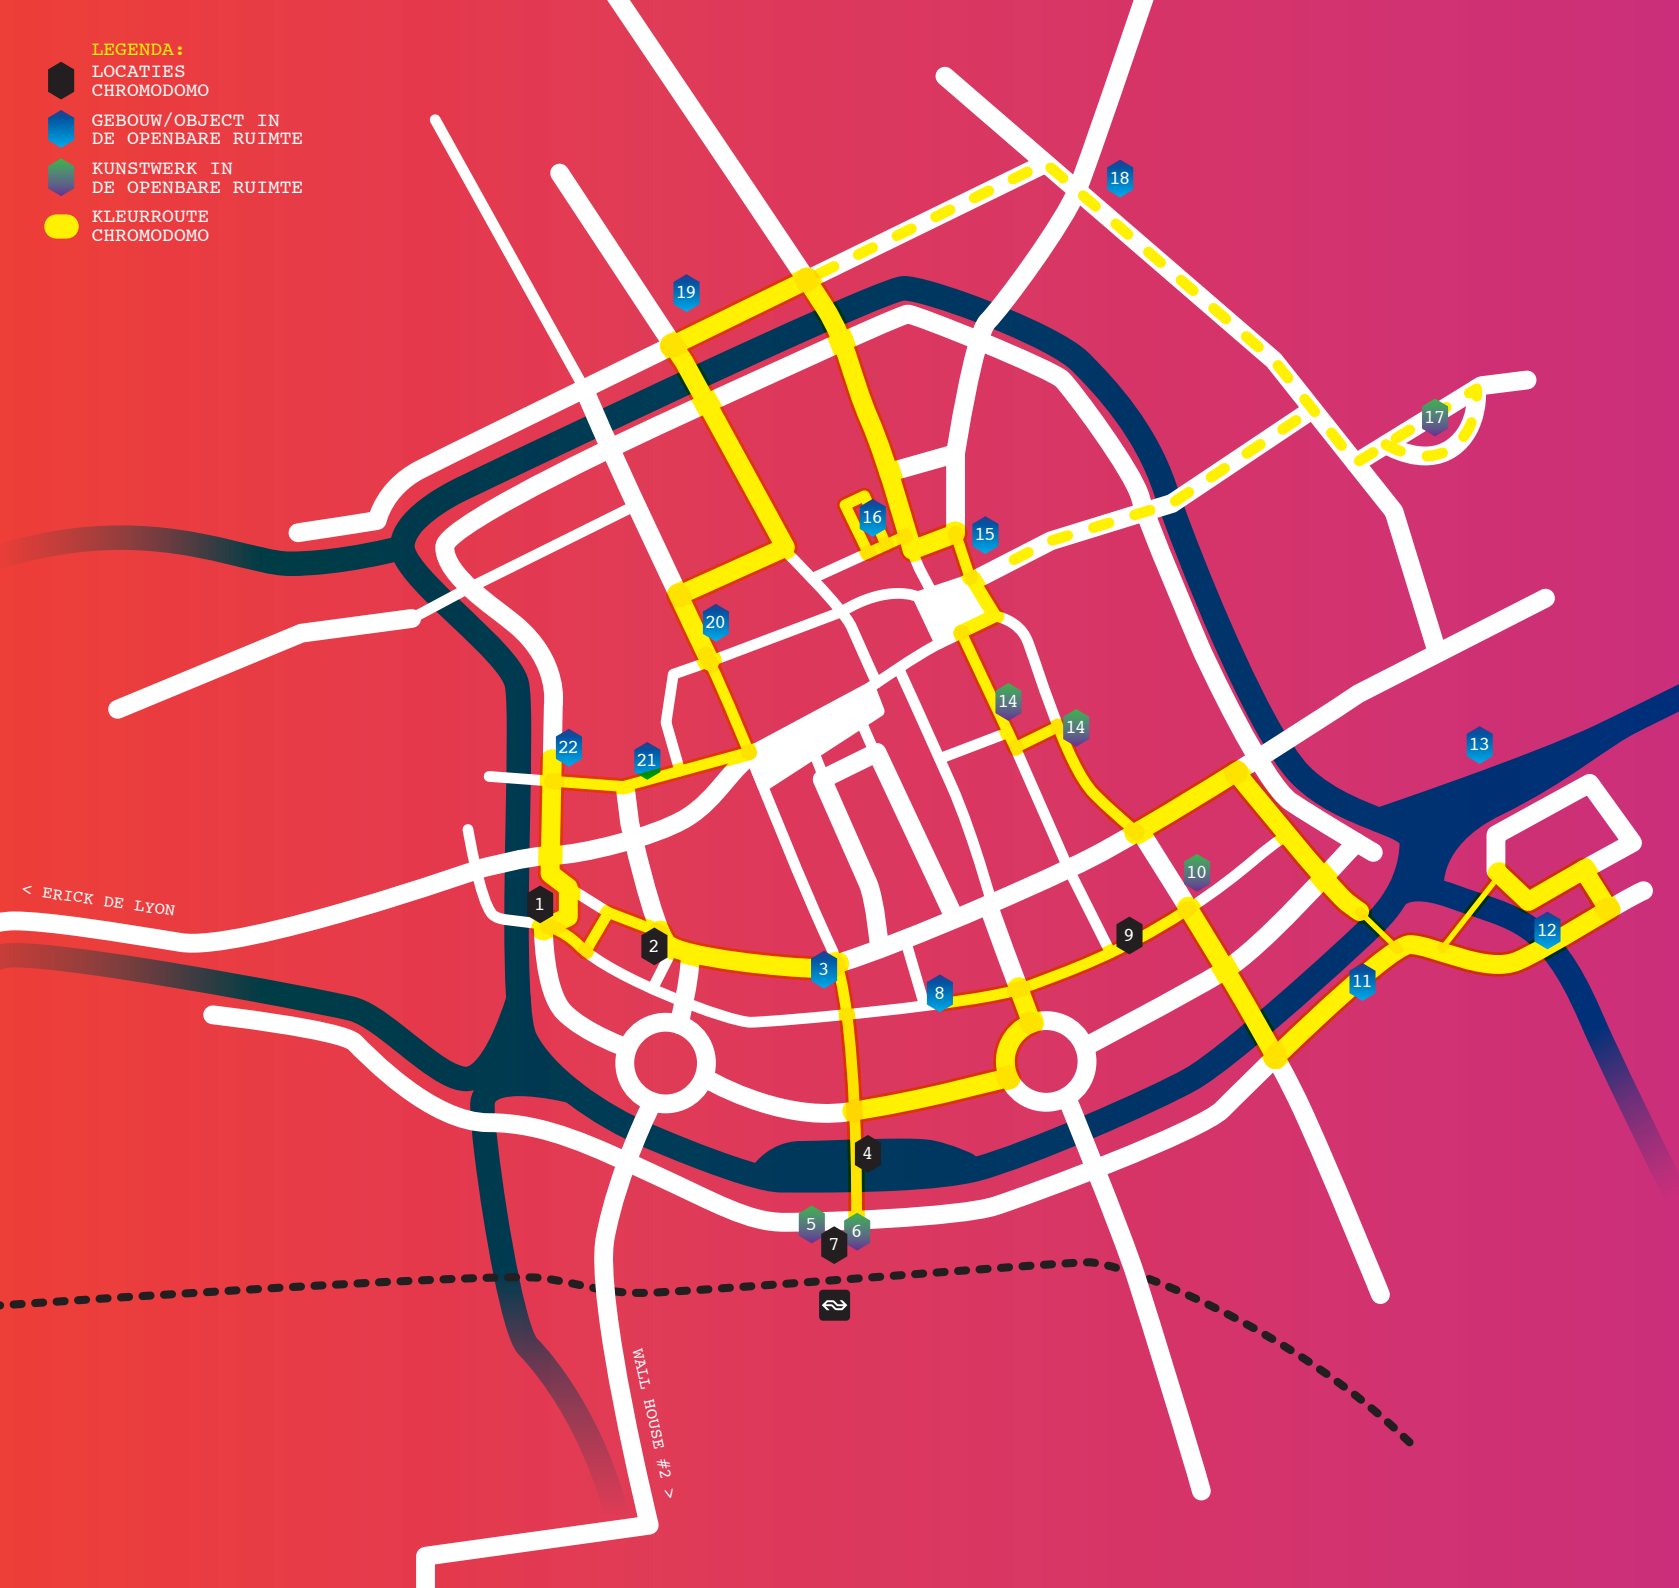 LEGENDA:
LOCATIES
CHROMODOMO
GEBOUW/OBJECT IN
DE OPENBARE RUIMTE
KUNSTWERK IN
DE OPENBARE RUIMTE
KLEURROUTE
CHROMODOMO
18
19
17
16
15
20
14
14
22
21
13
10
< ERICK DE LYON
1
2
9
12
3
8
11
4
5
6
7
WALL HOUSE #2 >